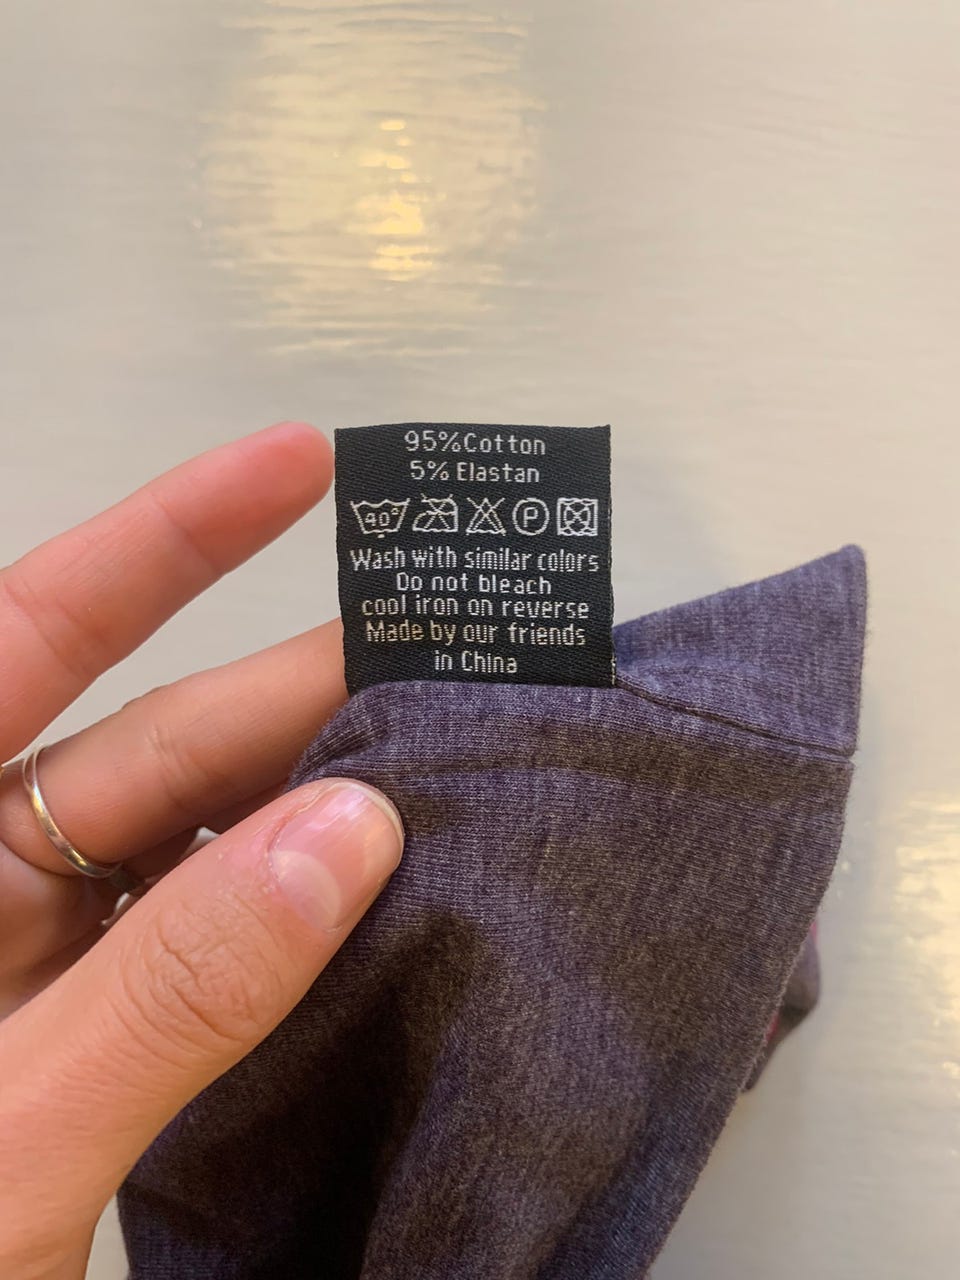 95%Cotton
5% Elastan
40° P
Wash with similar colors
Do not bleach
cool iron on reverse
Made by our friends
in China